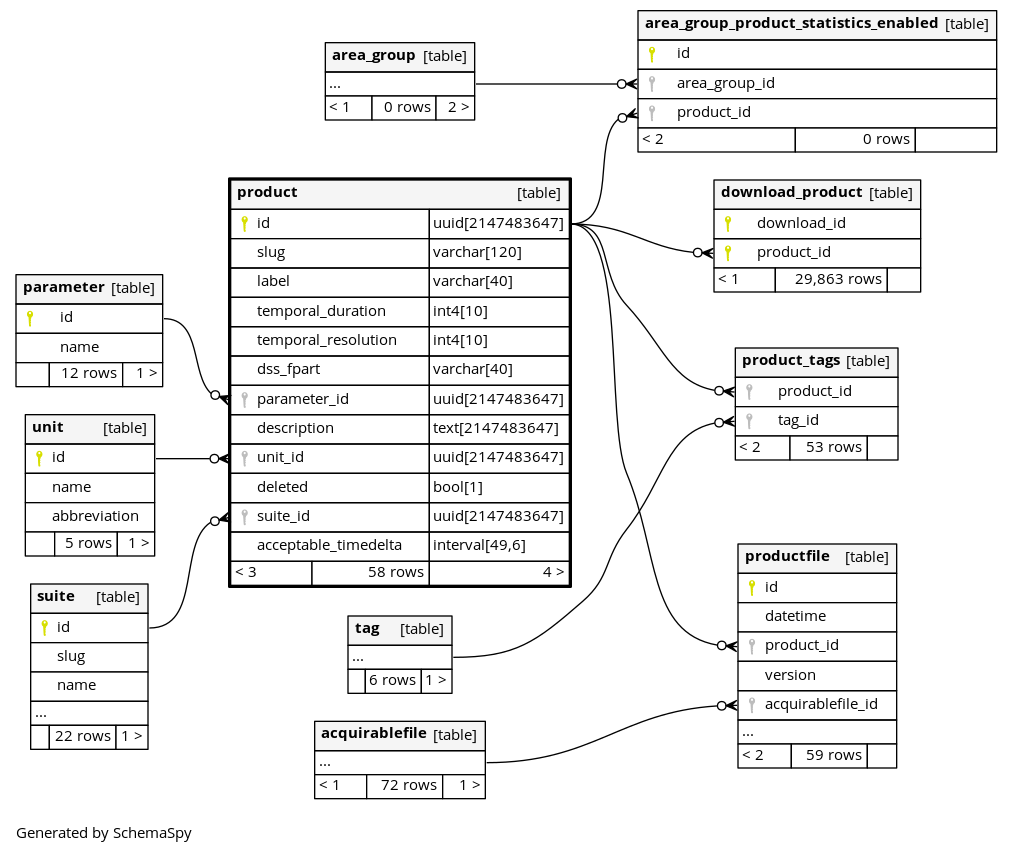 area_group_product_statistics_enabled [table]
id
area_group_id
product_id
< 2 0 rows
area_group [table]
...
< 1 0 rows 2 >
product [table]
id uuid[2147483647]
slug varchar[120]
label varchar[40]
temporal_duration int4[10]
temporal_resolution int4[10]
dss_fpart varchar[40]
parameter_id uuid[2147483647]
description text[2147483647]
unit_id uuid[2147483647]
deleted bool[1]
suite_id uuid[2147483647]
acceptable_timedelta interval[49,6]
< 3 58 rows 4 >
download_product [table]
download_id
product_id
< 1 29,863 rows
parameter [table]
id
name
12 rows 1 >
product_tags [table]
product_id
tag_id
< 2 53 rows
unit [table]
id
name
abbreviation
5 rows 1 >
productfile [table]
id
datetime
product_id
version
acquirablefile_id
...
< 2 59 rows
suite [table]
id
slug
name
...
22 rows 1 >
tag [table]
...
6 rows 1 >
acquirablefile [table]
...
< 1 72 rows 1 >
Generated by SchemaSpy